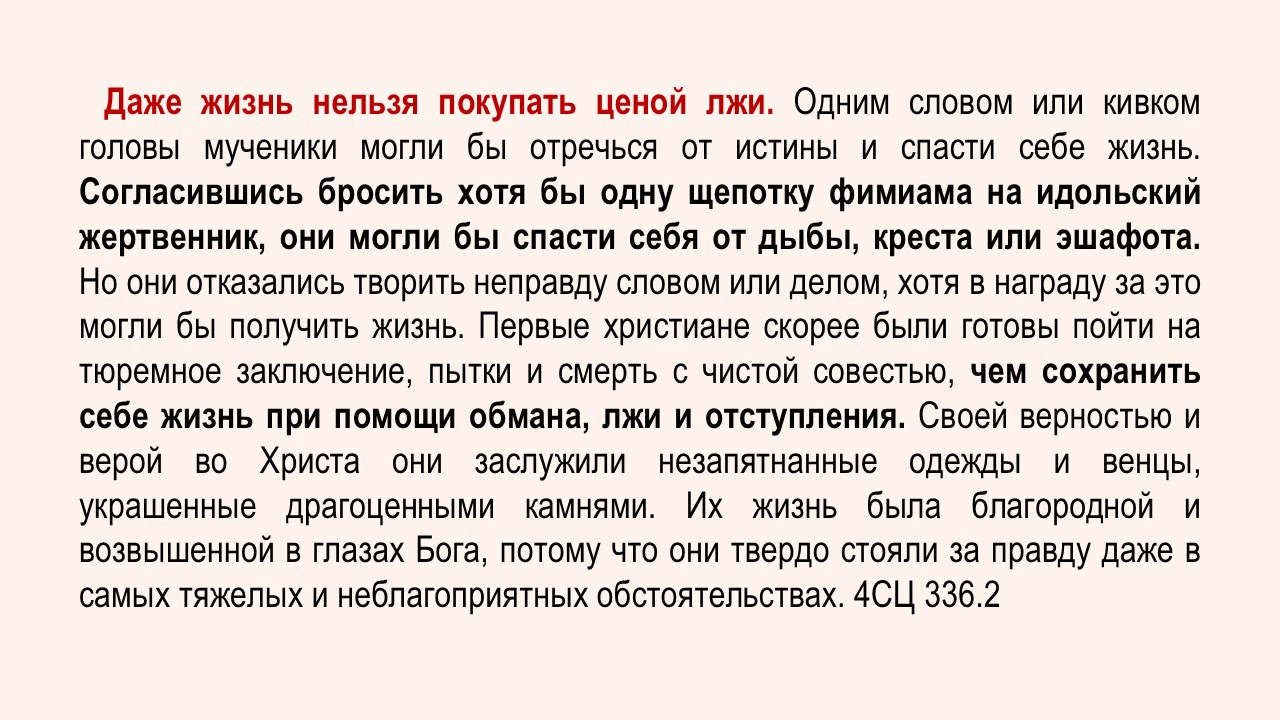 Даже жизнь нельзя покупать ценой лжи. Одним словом или кивком
головы мученики могли бы отречься от истины и спасти себе жизнь.
Согласившись бросить хотя бы одну щепотку фимиама на идольский
жертвенник, они могли бы спасти себя от дыбы, креста или эшафота.
Но они отказались творить неправду словом или делом, хотя в награду за это
могли бы получить жизнь. Первые христиане скорее были готовы пойти на
тюремное заключение, пытки и смерть с чистой совестью, чем сохранить
себе жизнь при помощи обмана, лжи и отступления. Своей верностью и
верой во Христа они заслужили незапятнанные одежды и венцы,
украшенные драгоценными камнями. Их жизнь была благородной и
возвышенной в глазах Бога, потому что они твердо стояли за правду даже в
самых тяжелых и неблагоприятных обстоятельствах. 4СЦ 336.2